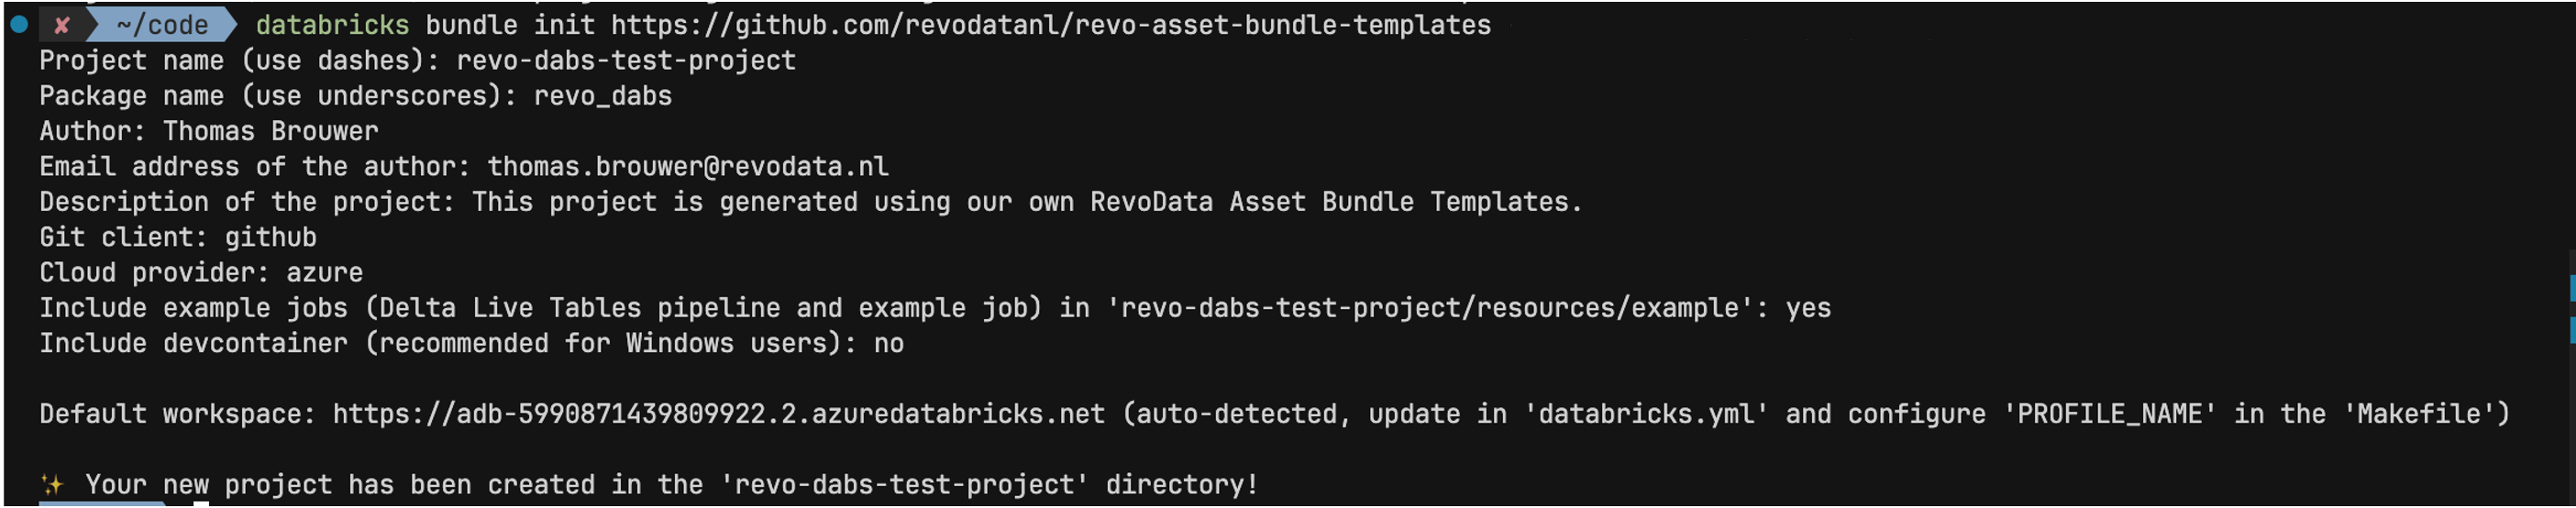 ✘ ~/code databricks bundle init https://github.com/revodatanl/revo-asset-bundle-templates
Project name (use dashes): revo-dabs-test-project
Package name (use underscores): revo_dabs
Author: Thomas Brouwer
Email address of the author: thomas.brouwer@revodata.nl
Description of the project: This project is generated using our own RevoData Asset Bundle Templates.
Git client: github
Cloud provider: azure
Include example jobs (Delta Live Tables pipeline and example job) in 'revo-dabs-test-project/resources/example': yes
Include devcontainer (recommended for Windows users): no
Default workspace: https://adb-5990871439809922.2.azuredatabricks.net (auto-detected, update in 'databricks.yml' and configure 'PROFILE_NAME' in the 'Makefile')
✨ Your new project has been created in the 'revo-dabs-test-project' directory!